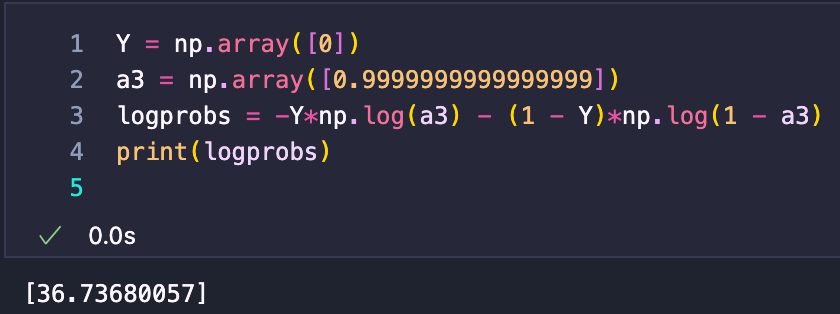 1 Y = np.array([0])
2 a3 = np.array([0.9999999999999999])
3 logprobs = -Y*np.log(a3) - (1 - Y)*np.log(1 - a3)
4 print(logprobs)
5
✓ 0.0s
[36.73680057]